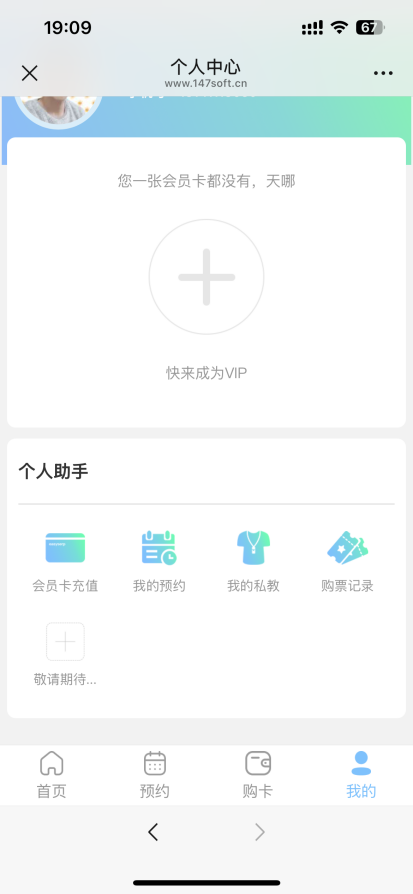 19:09
67
个人中心
www.147soft.cn
您一张会员卡都没有，天哪
快来成为VIP
个人助手
会员卡充值
我的预约
我的私教
购票记录
敬请期待...
首页
预约
购卡
我的